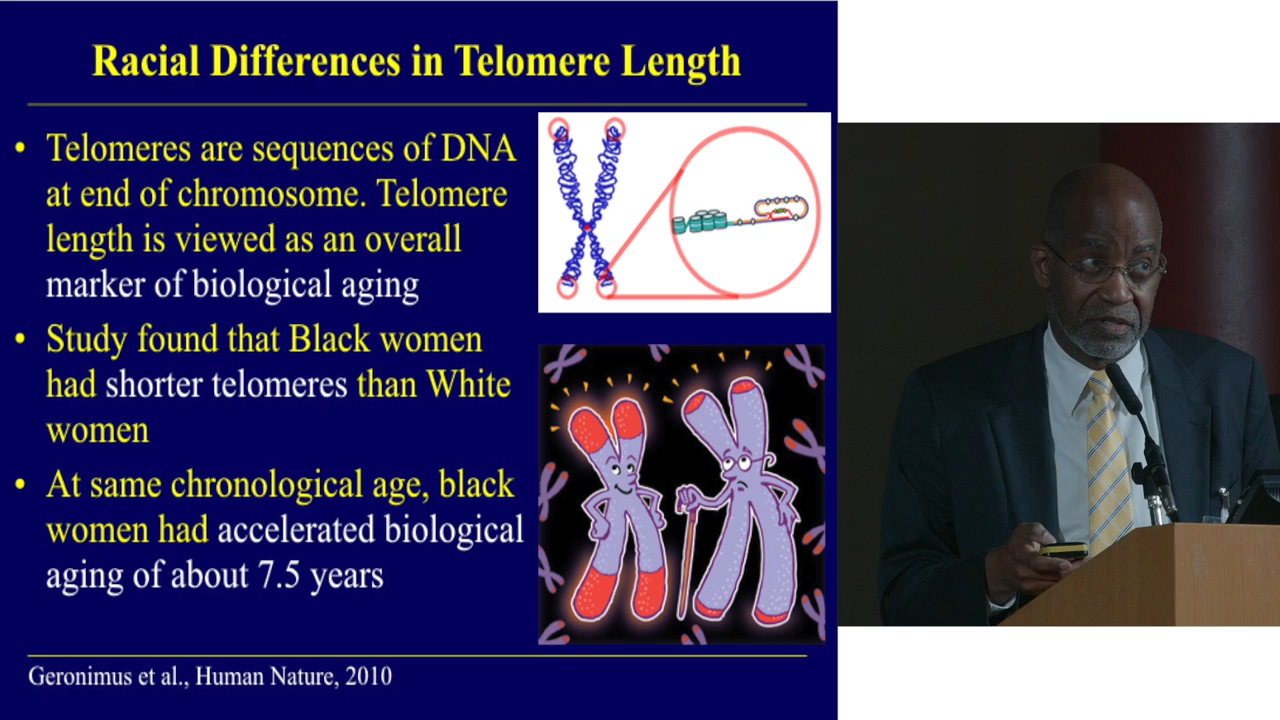 Racial Differences in Telomere Length
• Telomeres are sequences of DNA
at end of chromosome. Telomere
length is viewed as an overall
marker of biological aging
• Study found that Black women
had shorter telomeres than White
women
• At same chronological age, black
women had accelerated biological
aging of about 7.5 years
Geronimus et al., Human Nature, 2010